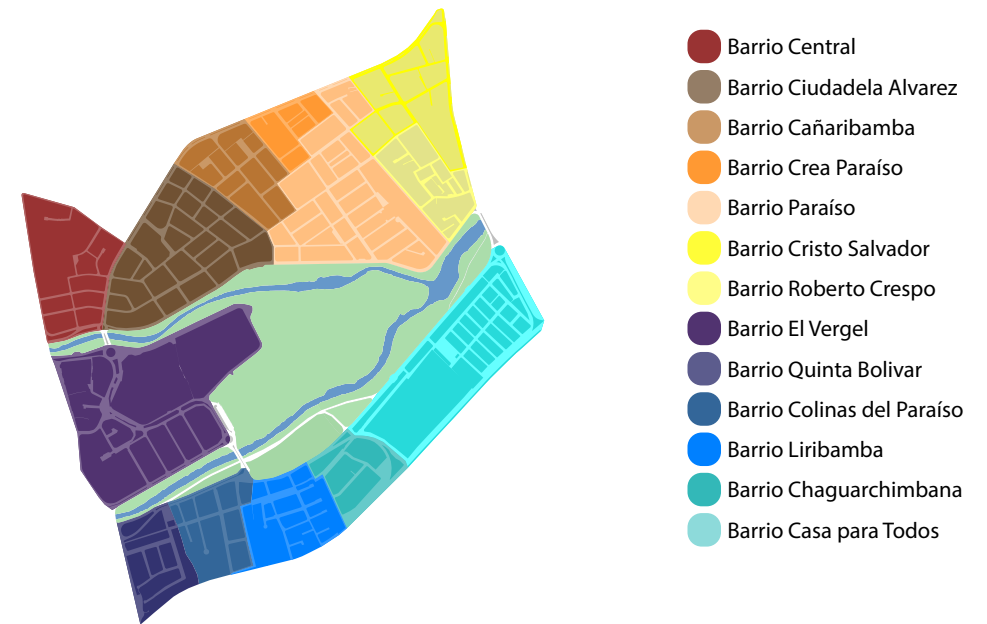 Barrio Central
Barrio Ciudadela Alvarez
Barrio Cañaribamba
Barrio Crea Paraíso
Barrio Paraíso
Barrio Cristo Salvador
Barrio Roberto Crespo
Barrio El Vergel
Barrio Quinta Bolivar
Barrio Colinas del Paraíso
Barrio Liribamba
Barrio Chaguarchimbana
Barrio Casa para Todos